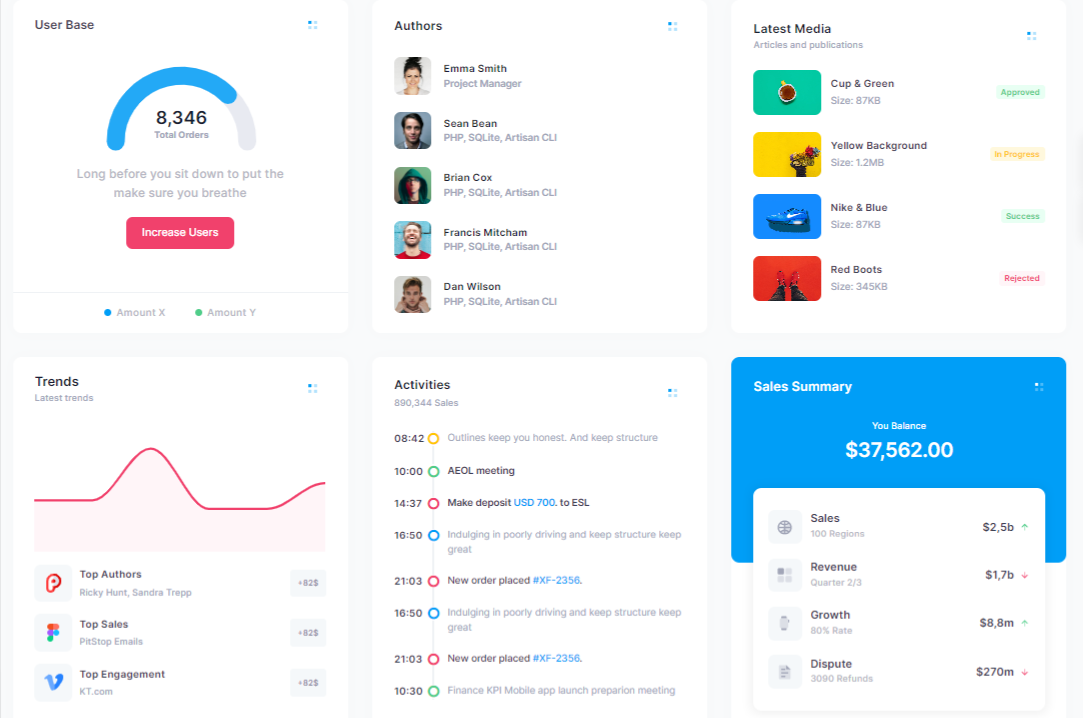 User Base
8,346
Total Orders
Long before you sit down to put the
make sure you breathe
Increase Users
Amount X
Amount Y
Authors
Emma Smith
Project Manager
Sean Bean
PHP, SQLite, Artisan CLI
Brian Cox
PHP, SQLite, Artisan CLI
Francis Mitcham
PHP, SQLite, Artisan CLI
Dan Wilson
PHP, SQLite, Artisan CLI
Latest Media
Articles and publications
Cup & Green
Size: 87KB
Approved
Yellow Background
Size: 1.2MB
In Progress
Nike & Blue
Size: 87KB
Success
Red Boots
Size: 345KB
Rejected
Trends
Latest trends
Top Authors
Ricky Hunt, Sandra Trepp
+82$
Top Sales
PitStop Emails
+82$
Top Engagement
KT.com
+82$
Activities
890,344 Sales
08:42 Outlines keep you honest. And keep structure
10:00 AEOL meeting
14:37 Make deposit USD 700. to ESL
16:50 Indulging in poorly driving and keep structure keep
great
21:03 New order placed #XF-2356.
16:50 Indulging in poorly driving and keep structure keep
great
21:03 New order placed #XF-2356.
10:30 Finance KPI Mobile app launch preparion meeting
Sales Summary
You Balance
$37,562.00
Sales
100 Regions
$2,5b
Revenue
Quarter 2/3
$1,7b
Growth
80% Rate
$8,8m
Dispute
3090 Refunds
$270m